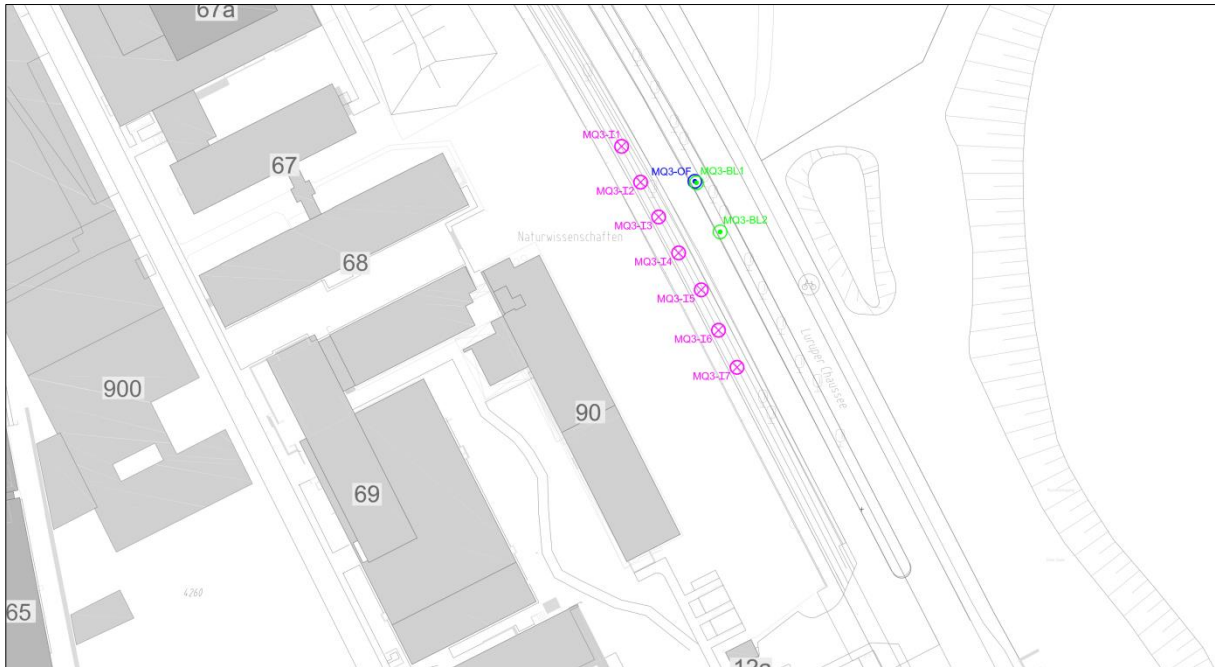 67a
MQ3-I1
67
MQ3-OF
MQ3-BL1
MQ3-I2
MQ3-I3
MQ3-BL2
Naturwissenschaften
MQ3-I4
68
MQ3-I5
MQ3-I6
Luruper Chaussee
MQ3-I7
900
90
69
4260
65
12a